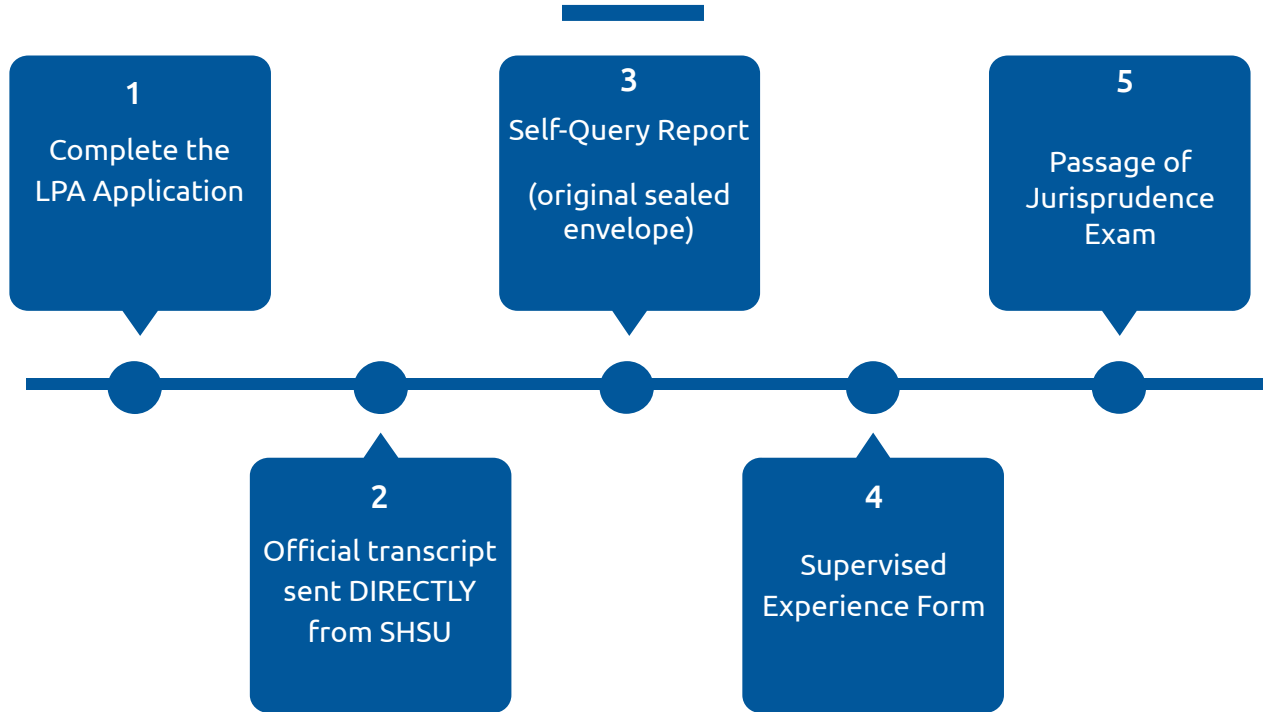 1
Complete the
LPA Application
2
Official transcript
sent DIRECTLY
from SHSU
3
Self-Query Report
(original sealed
envelope)
4
Supervised
Experience Form
5
Passage of
Jurisprudence
Exam